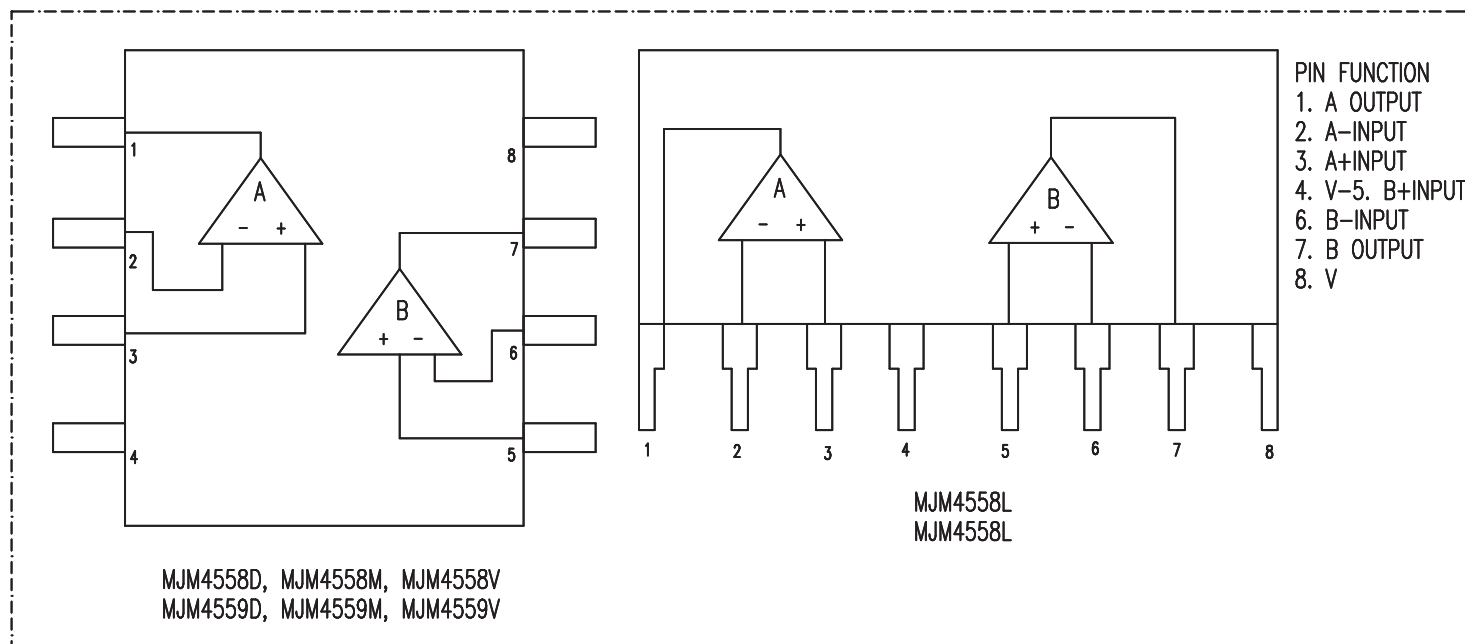 1
2
3
4
A
- +
8
7
6
5
B
+ -
MJM4558D, MJM4558M, MJM4558V
MJM4559D, MJM4559M, MJM4559V
A
- +
B
+ -
1 2 3 4 5 6 7 8
MJM4558L
MJM4558L
PIN FUNCTION
1. A OUTPUT
2. A-INPUT
3. A+INPUT
4. V-5. B+INPUT
6. B-INPUT
7. B OUTPUT
8. V